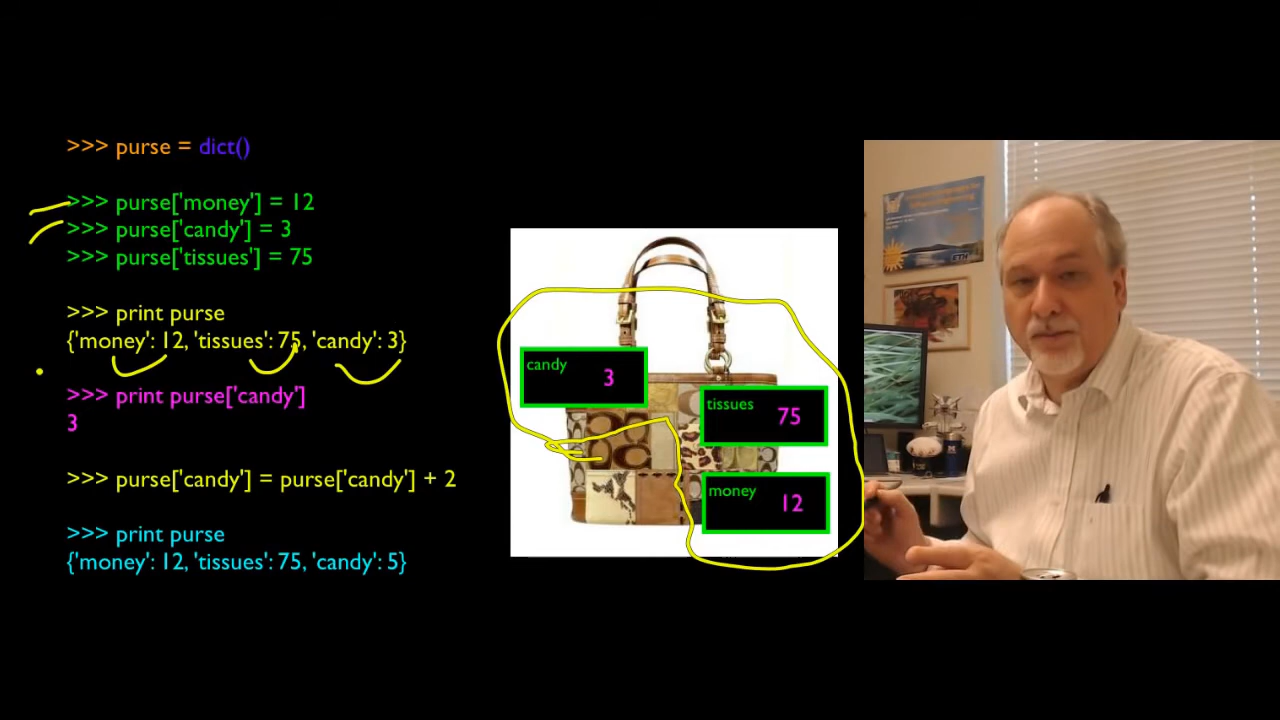 >>> purse = dict()
>>> purse['money'] = 12
>>> purse['candy'] = 3
>>> purse['tissues'] = 75
>>> print purse
{'money': 12, 'tissues': 75, 'candy': 3}
>>> print purse['candy']
3
>>> purse['candy'] = purse['candy'] + 2
>>> print purse
{'money': 12, 'tissues': 75, 'candy': 5}
candy 3
tissues 75
money 12
ETH